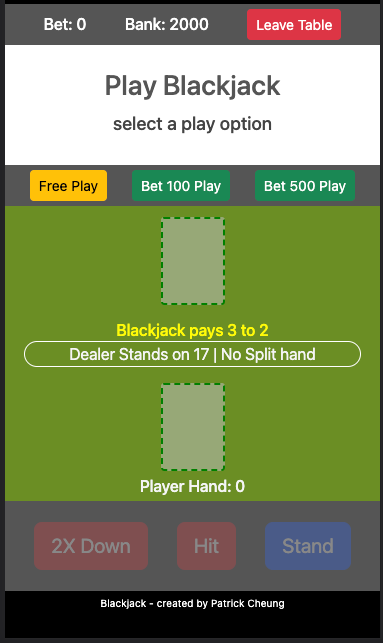 Bet: 0 Bank: 2000 Leave Table
Play Blackjack
select a play option
Free Play Bet 100 Play Bet 500 Play
Blackjack pays 3 to 2
Dealer Stands on 17 | No Split hand
Player Hand: 0
2X Down Hit Stand
Blackjack - created by Patrick Cheung